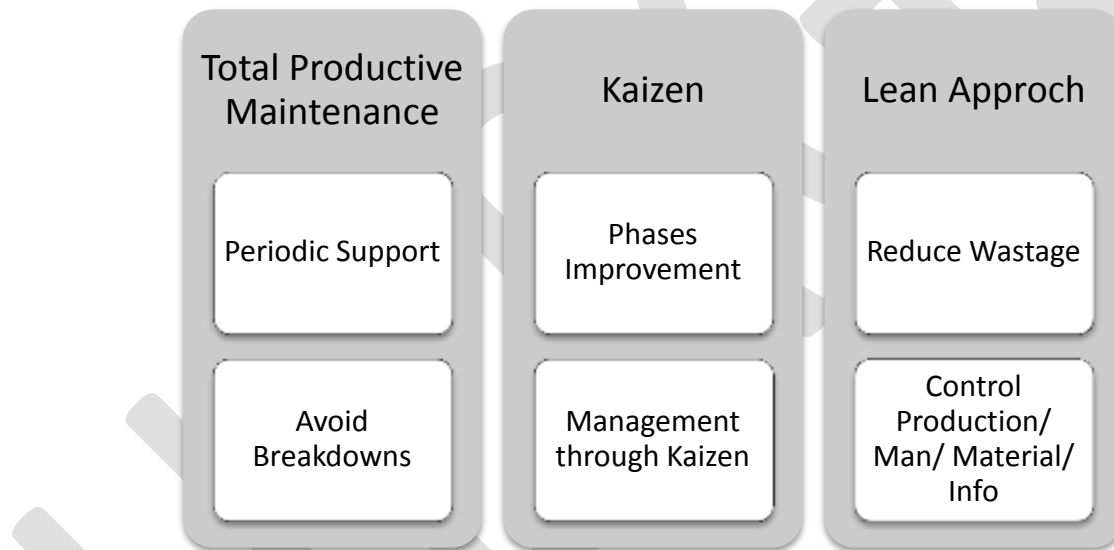 Total Productive
Maintenance
Periodic Support
Avoid
Breakdowns
Kaizen
Phases
Improvement
Management
through Kaizen
Lean Approch
Reduce Wastage
Control
Production/
Man/ Material/
Info